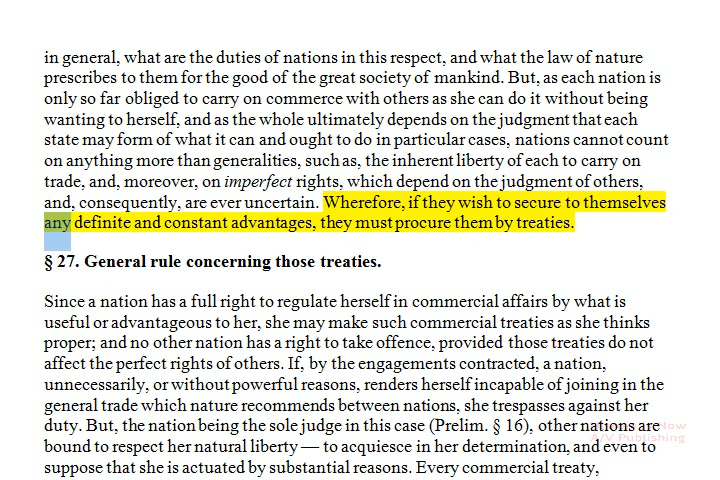 in general, what are the duties of nations in this respect, and what the law of nature
prescribes to them for the good of the great society of mankind. But, as each nation is
only so far obliged to carry on commerce with others as she can do it without being
wanting to herself, and as the whole ultimately depends on the judgment that each
state may form of what it can and ought to do in particular cases, nations cannot count
on anything more than generalities, such as, the inherent liberty of each to carry on
trade, and, moreover, on imperfect rights, which depend on the judgment of others,
and, consequently, are ever uncertain. Wherefore, if they wish to secure to themselves
any definite and constant advantages, they must procure them by treaties.
§ 27. General rule concerning those treaties.
Since a nation has a full right to regulate herself in commercial affairs by what is
useful or advantageous to her, she may make such commercial treaties as she thinks
proper; and no other nation has a right to take offence, provided those treaties do not
affect the perfect rights of others. If, by the engagements contracted, a nation,
unnecessarily, or without powerful reasons, renders herself incapable of joining in the
general trade which nature recommends between nations, she trespasses against her
duty. But, the nation being the sole judge in this case (Prelim. § 16), other nations are
bound to respect her natural liberty — to acquiesce in her determination, and even to
suppose that she is actuated by substantial reasons. Every commercial treaty,
Now
A/V Publishing